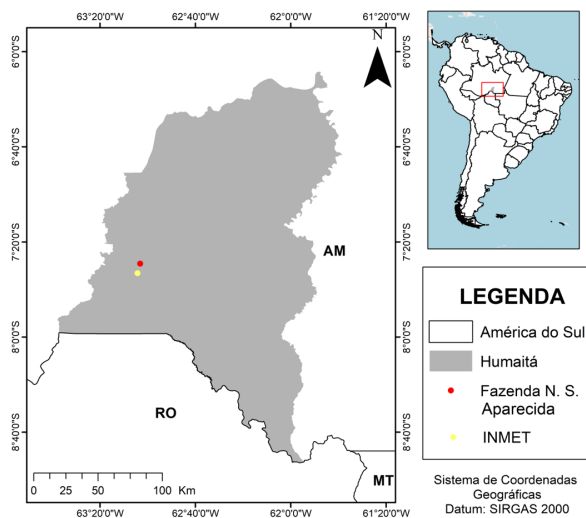 63°20'0"W 62°40'0"W 62°0'0"W 61°20'0"W
6°0'0"S 6°0'0"S
N
6°40'0"S 6°40'0"S
7°20'0"S 7°20'0"S
AM
8°0'0"S 8°0'0"S
RO
8°40'0"S 8°40'0"S
MT
0 25 50 100 Km
63°20'0"W 62°40'0"W 62°0'0"W 61°20'0"W
LEGENDA
América do Sul
Humaitá
Fazenda N. S.
Aparecida
INMET
Sistema de Coordenadas
Geográficas
Datum: SIRGAS 2000